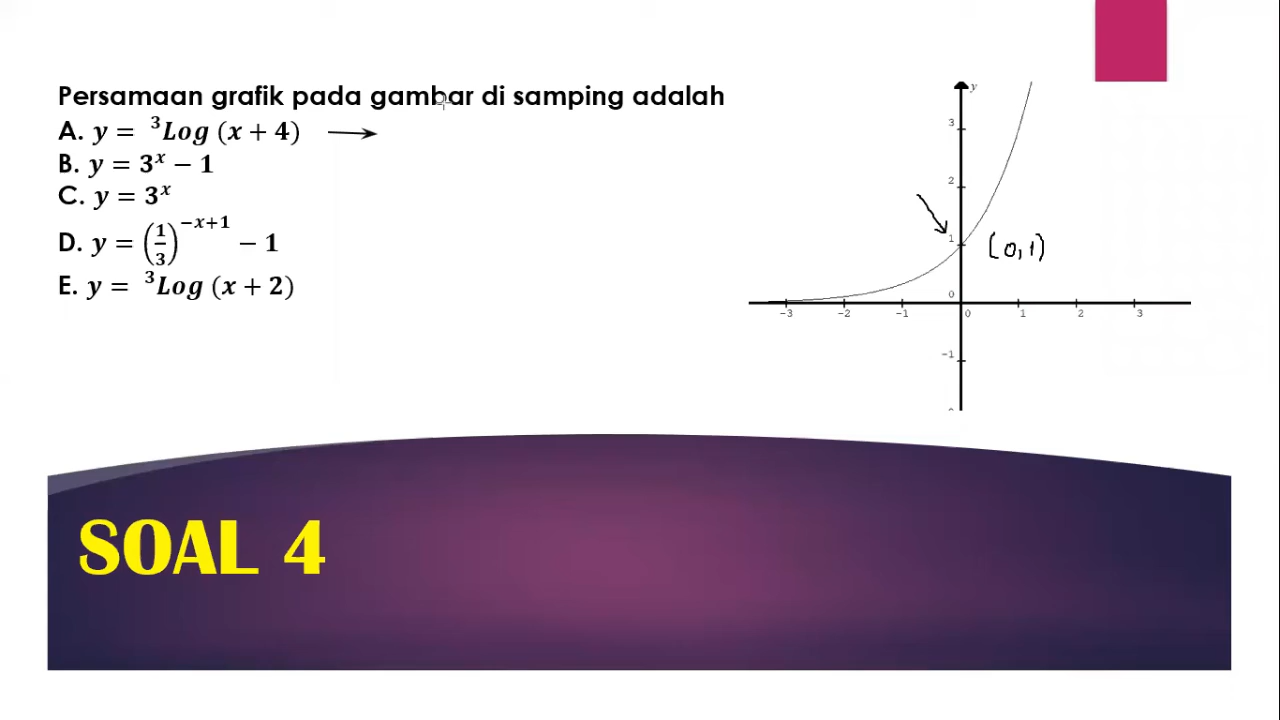 Persamaan grafik pada gambar di samping adalah
A. y = ³Log (x + 4)
B. y = 3ˣ − 1
C. y = 3ˣ
D. y = (1/3)⁻ˣ⁺¹ − 1
E. y = ³Log (x + 2)
y
3
2
1
(0,1)
0
-3 -2 -1 0 1 2 3
-1
SOAL 4